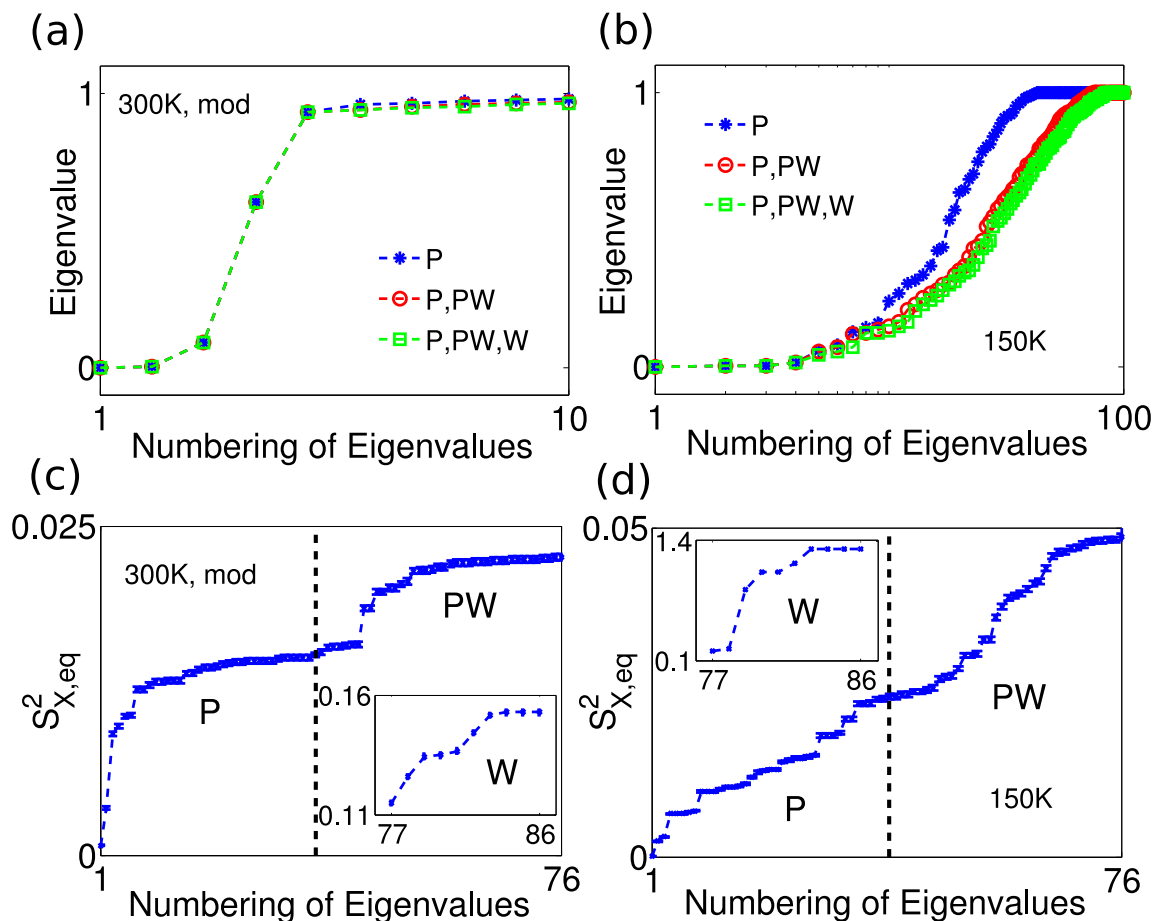 (a)
1
300K, mod
Eigenvalue
P
P,PW
P,PW,W
0
1
10
Numbering of Eigenvalues
(b)
1
P
P,PW
P,PW,W
Eigenvalue
150K
0
1
100
Numbering of Eigenvalues
(c)
0.025
300K, mod
S²X,eq
PW
P
0.16
W
0.11
77
86
0
1
76
Numbering of Eigenvalues
(d)
0.05
1.4
W
0.1
77
86
S²X,eq
PW
P
150K
0
1
76
Numbering of Eigenvalues